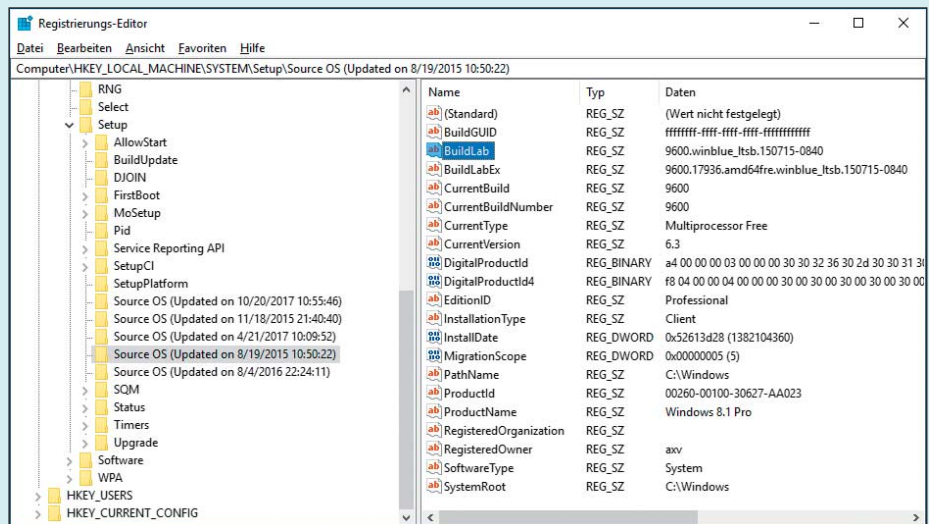 Registrierungs-Editor
Datei Bearbeiten Ansicht Favoriten Hilfe
Computer\HKEY_LOCAL_MACHINE\SYSTEM\Setup\Source OS (Updated on 8/19/2015 10:50:22)
RNG
Select
Setup
AllowStart
BuildUpdate
DJOIN
FirstBoot
MoSetup
Pid
Service Reporting API
SetupCl
SetupPlatform
Source OS (Updated on 10/20/2017 10:55:46)
Source OS (Updated on 11/18/2015 21:40:40)
Source OS (Updated on 4/21/2017 10:09:52)
Source OS (Updated on 8/19/2015 10:50:22)
Source OS (Updated on 8/4/2016 22:24:11)
SQM
Status
Timers
Upgrade
Software
WPA
HKEY_USERS
HKEY_CURRENT_CONFIG
Name Typ Daten
(Standard) REG_SZ (Wert nicht festgelegt)
BuildGUID REG_SZ ffffffff-ffff-ffff-ffff-ffffffffffff
BuildLab REG_SZ 9600.winblue_ltsb.150715-0840
BuildLabEx REG_SZ 9600.17936.amd64fre.winblue_ltsb.150715-0840
CurrentBuild REG_SZ 9600
CurrentBuildNumber REG_SZ 9600
CurrentType REG_SZ Multiprocessor Free
CurrentVersion REG_SZ 6.3
DigitalProductId REG_BINARY a4 00 00 00 03 00 00 00 30 30 32 36 30 2d 30 30 31 30
DigitalProductId4 REG_BINARY f8 04 00 00 04 00 00 00 30 00 30 00 30 00 30 00 30 00
EditionID REG_SZ Professional
InstallationType REG_SZ Client
InstallDate REG_DWORD 0x52613d28 (1382104360)
MigrationScope REG_DWORD 0x00000005 (5)
PathName REG_SZ C:\Windows
ProductId REG_SZ 00260-00100-30627-AA023
ProductName REG_SZ Windows 8.1 Pro
RegisteredOrganization REG_SZ
RegisteredOwner REG_SZ axv
SoftwareType REG_SZ System
SystemRoot REG_SZ C:\Windows